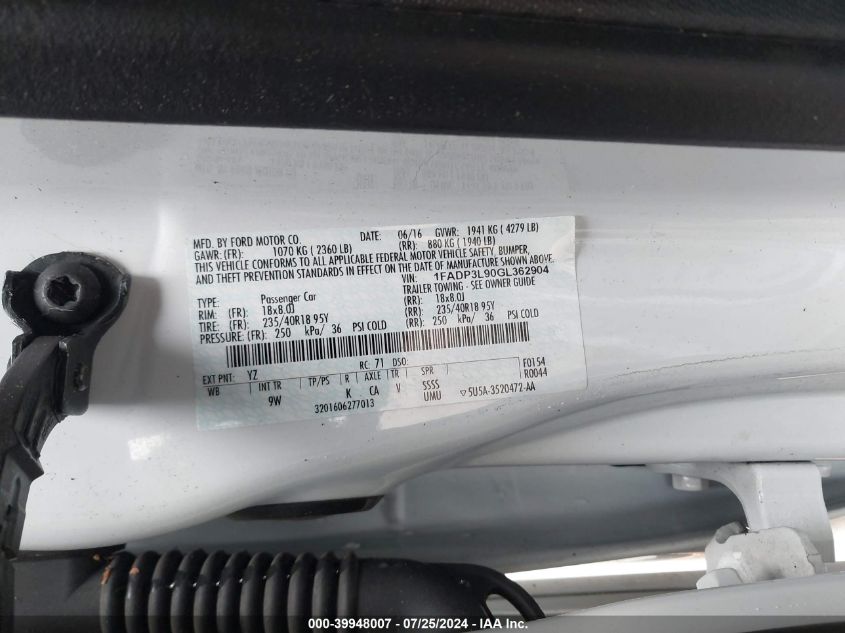 MFD. BY FORD MOTOR CO. DATE: 06/16 GVWR: 1941 KG ( 4279 LB)
GAWR: (FR): 1070 KG ( 2360 LB) (RR): 880 KG ( 1940 LB)
THIS VEHICLE CONFORMS TO ALL APPLICABLE FEDERAL MOTOR VEHICLE SAFETY, BUMPER,
AND THEFT PREVENTION STANDARDS IN EFFECT ON THE DATE OF MANUFACTURE SHOWN ABOVE.
VIN: 1FADP3L90GL362904
TYPE: Passenger Car TRAILER TOWING - SEE OWNER GUIDE
RIM: (FR): 18x8.0J (RR): 18x8.0J
TIRE: (FR): 235/40R18 95Y (RR): 235/40R18 95Y
PRESSURE: (FR): 250 kPa/ 36 PSI COLD (RR): 250 kPa/ 36 PSI COLD
EXT PNT: YZ RC: 71 DSO: F0154
WB INT TR TP/PS R AXLE TR SPR R0044
9W K CA V SSSS
3201606277013 UMU ▽5U5A-3520472-AA
000-39948007 - 07/25/2024 - IAA Inc.